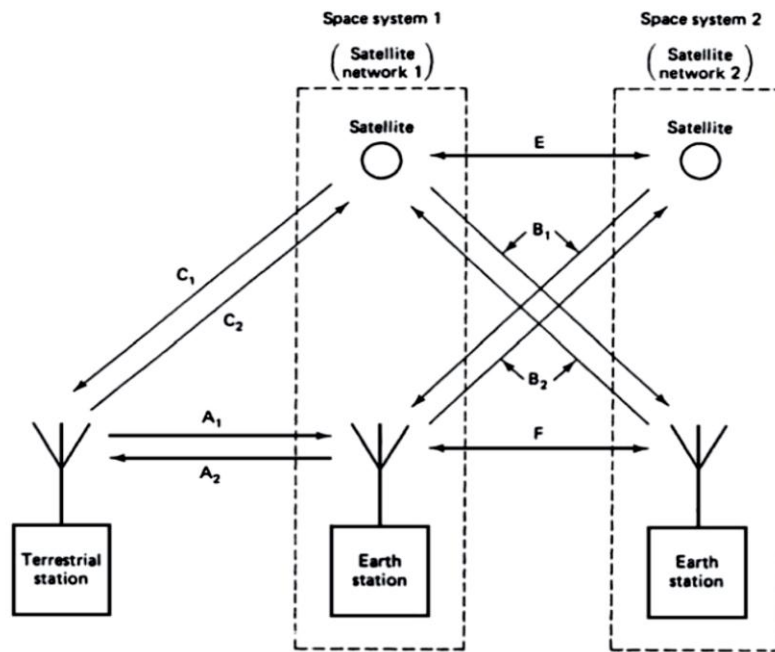 Space system 1
(Satellite
network 1)
Space system 2
(Satellite
network 2)
Satellite
Satellite
E
B1
C1
C2
B2
A1
A2
F
Terrestrial
station
Earth
station
Earth
station